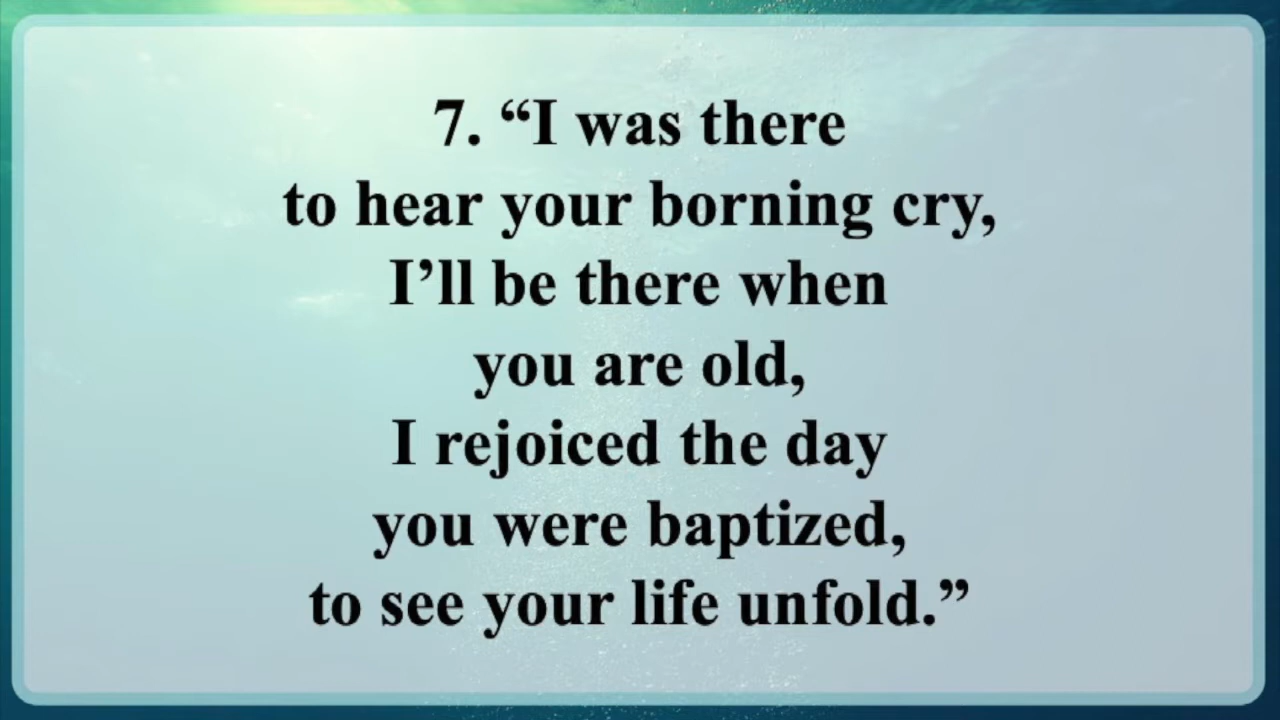 7. “I was there
to hear your borning cry,
I’ll be there when
you are old,
I rejoiced the day
you were baptized,
to see your life unfold.”